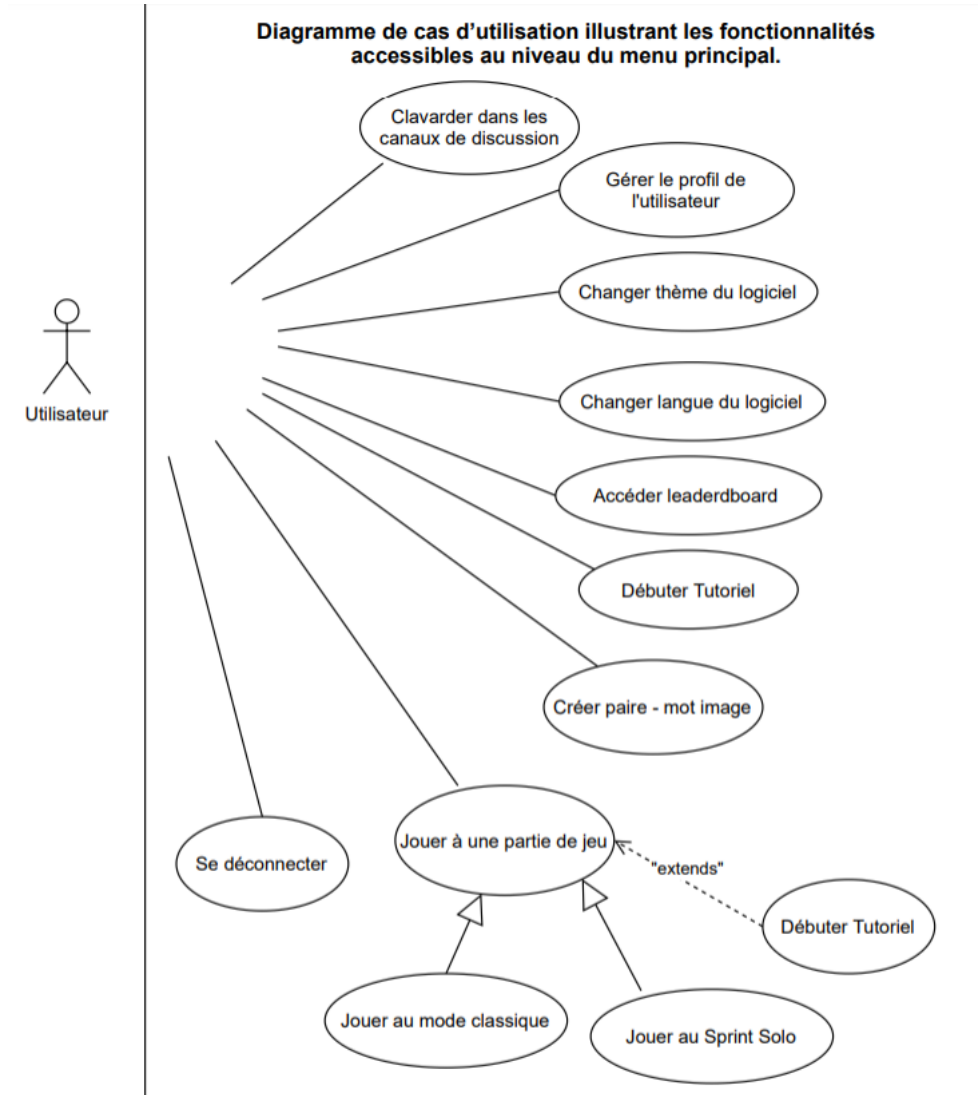 Diagramme de cas d’utilisation illustrant les fonctionnalités
accessibles au niveau du menu principal.
Clavarder dans les
canaux de discussion
Gérer le profil de
l'utilisateur
Changer thème du logiciel
Utilisateur
Changer langue du logiciel
Accéder leaderdboard
Débuter Tutoriel
Créer paire - mot image
Jouer à une partie de jeu
Se déconnecter
"extends"
Débuter Tutoriel
Jouer au mode classique
Jouer au Sprint Solo